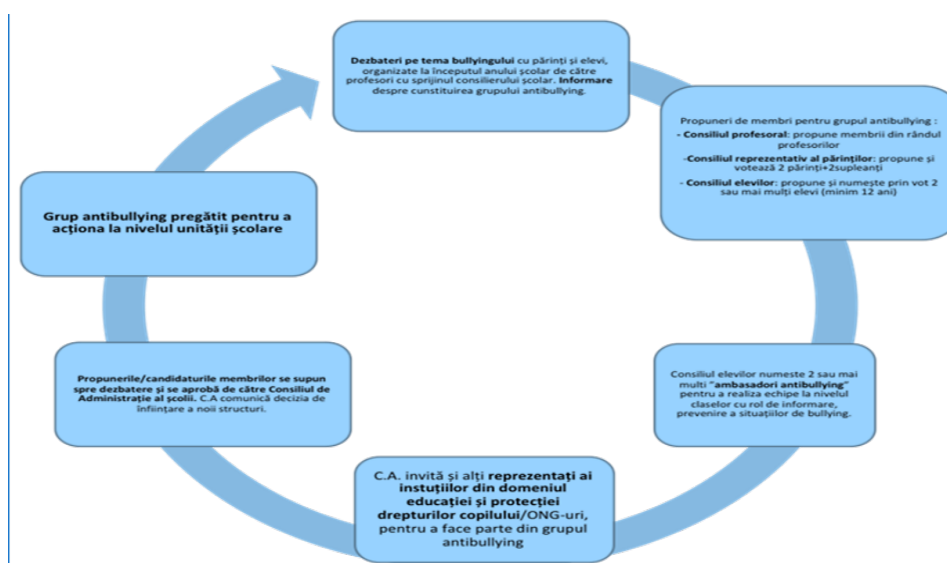 Dezbateri pe tema bullyingului cu părinți și elevi,
organizate la începutul anului școlar de către
profesori cu sprijinul consilierului școlar. Informare
despre cunstituirea grupului antibullying.
Propuneri de membri pentru grupul antibullying :
- Consiliul profesoral: propune membrii din rândul
profesorilor
-Consiliul reprezentativ al părinților: propune și
votează 2 părinți+2supleanți
- Consiliul elevilor: propune și numește prin vot 2
sau mai mulți elevi (minim 12 ani)
Consiliul elevilor numeste 2 sau mai
multi "ambasadori antibullying"
pentru a realiza echipe la nivelul
claselor cu rol de informare,
prevenire a situațiilor de bullying.
C.A. invită și alți reprezentați ai
instuțiilor din domeniul
educației și protecției
drepturilor copilului/ONG-uri,
pentru a face parte din grupul
antibullying
Propunerile/candidaturile membrilor se supun
spre dezbatere și se aprobă de către Consiliul de
Administrație al școlii. C.A comunică decizia de
înființare a noii structuri.
Grup antibullying pregătit pentru a
acționa la nivelul unității școlare